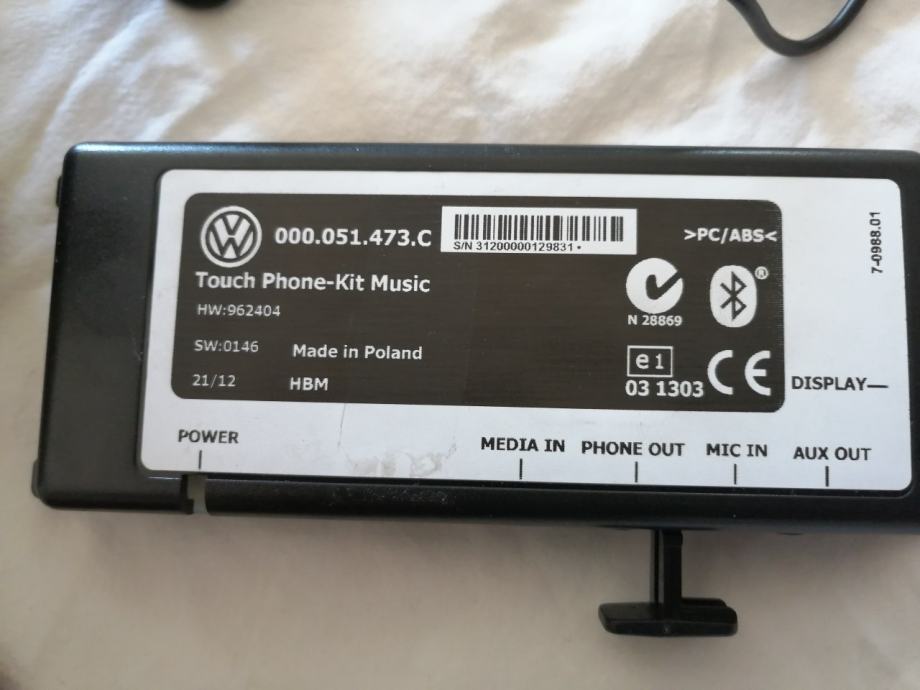 000.051.473.C
S/N 31200000129831
>PC/ABS<
7-0988.01
Touch Phone-Kit Music
HW:962404
N 28869
SW:0146
Made in Poland
e1
21/12
HBM
03 1303
CE
DISPLAY
POWER
MEDIA IN
PHONE OUT
MIC IN
AUX OUT